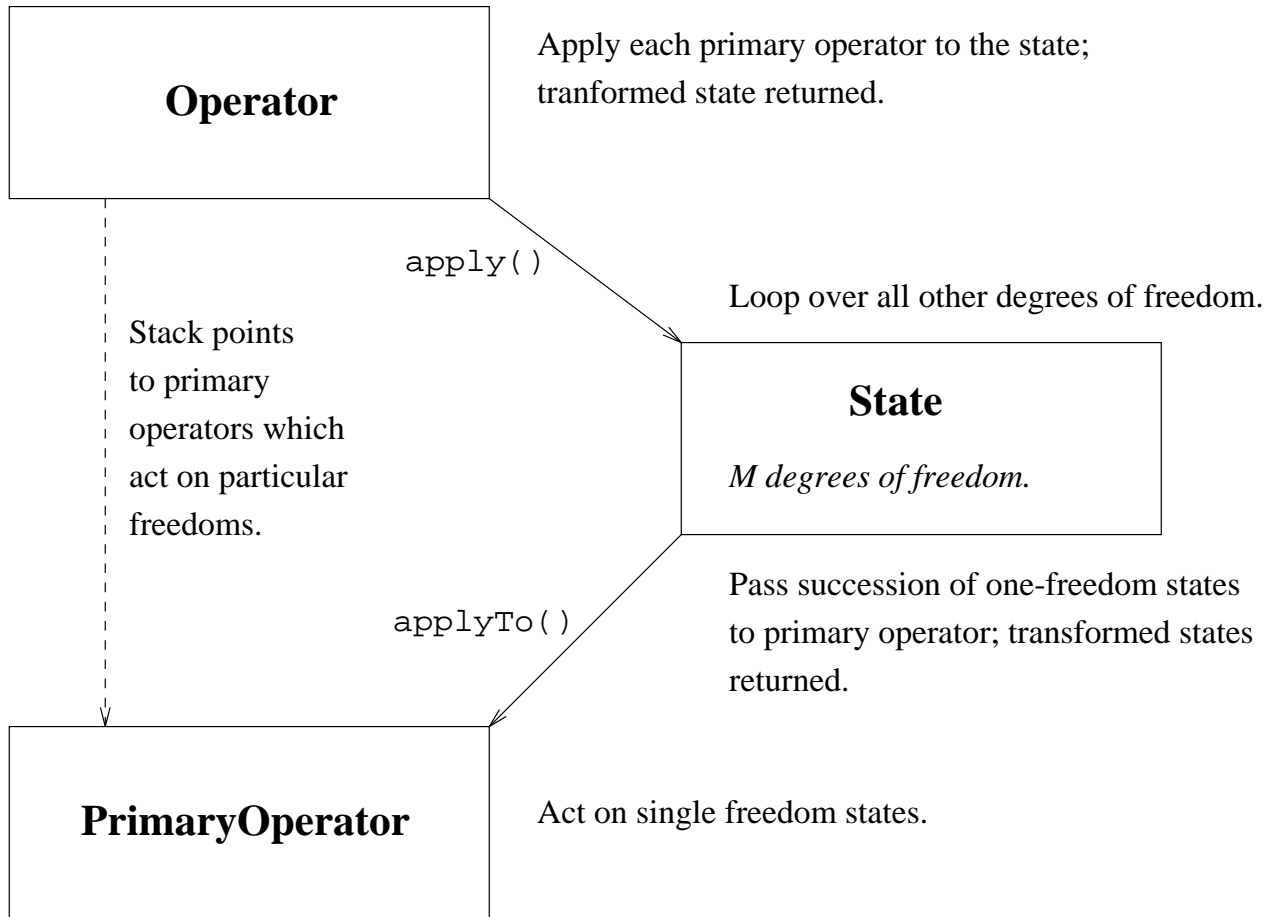 Operator
Apply each primary operator to the state;
tranformed state returned.
apply()
Loop over all other degrees of freedom.
Stack points
to primary
operators which
act on particular
freedoms.
State
M degrees of freedom.
applyTo()
Pass succession of one-freedom states
to primary operator; transformed states
returned.
PrimaryOperator
Act on single freedom states.